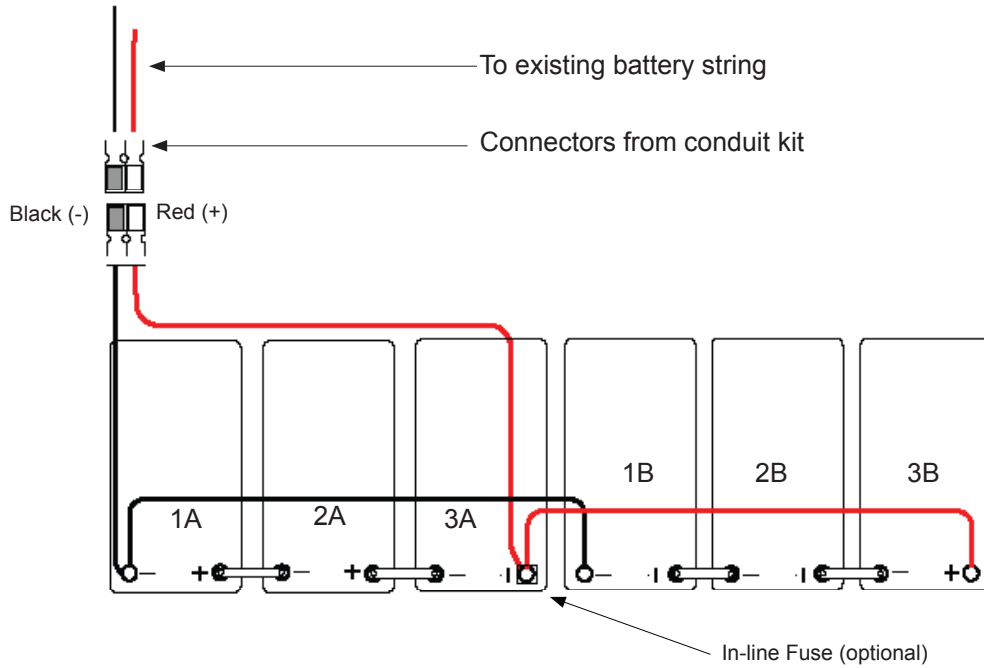 To existing battery string
Connectors from conduit kit
Black (-)
Red (+)
1A
2A
3A
1B
2B
3B
− + − + − + − + − + − +
In-line Fuse (optional)